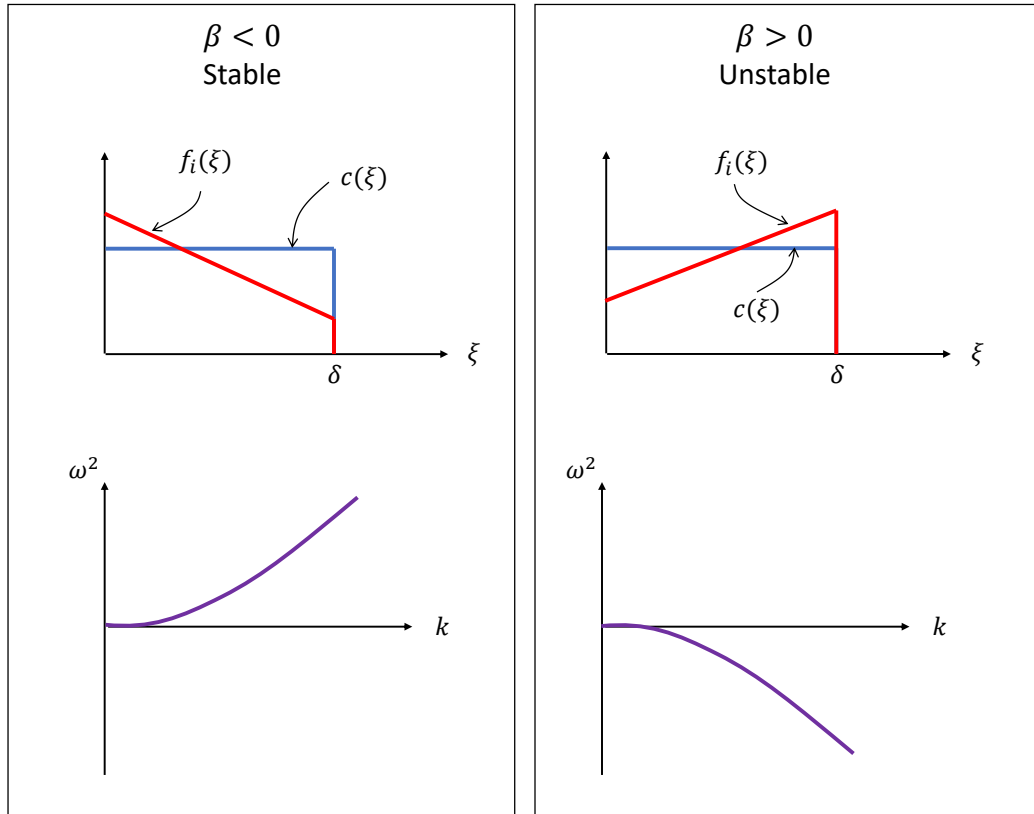 β < 0
Stable
f_i(ξ)
c(ξ)
ξ
δ
ω²
k
β > 0
Unstable
f_i(ξ)
c(ξ)
ξ
δ
ω²
k